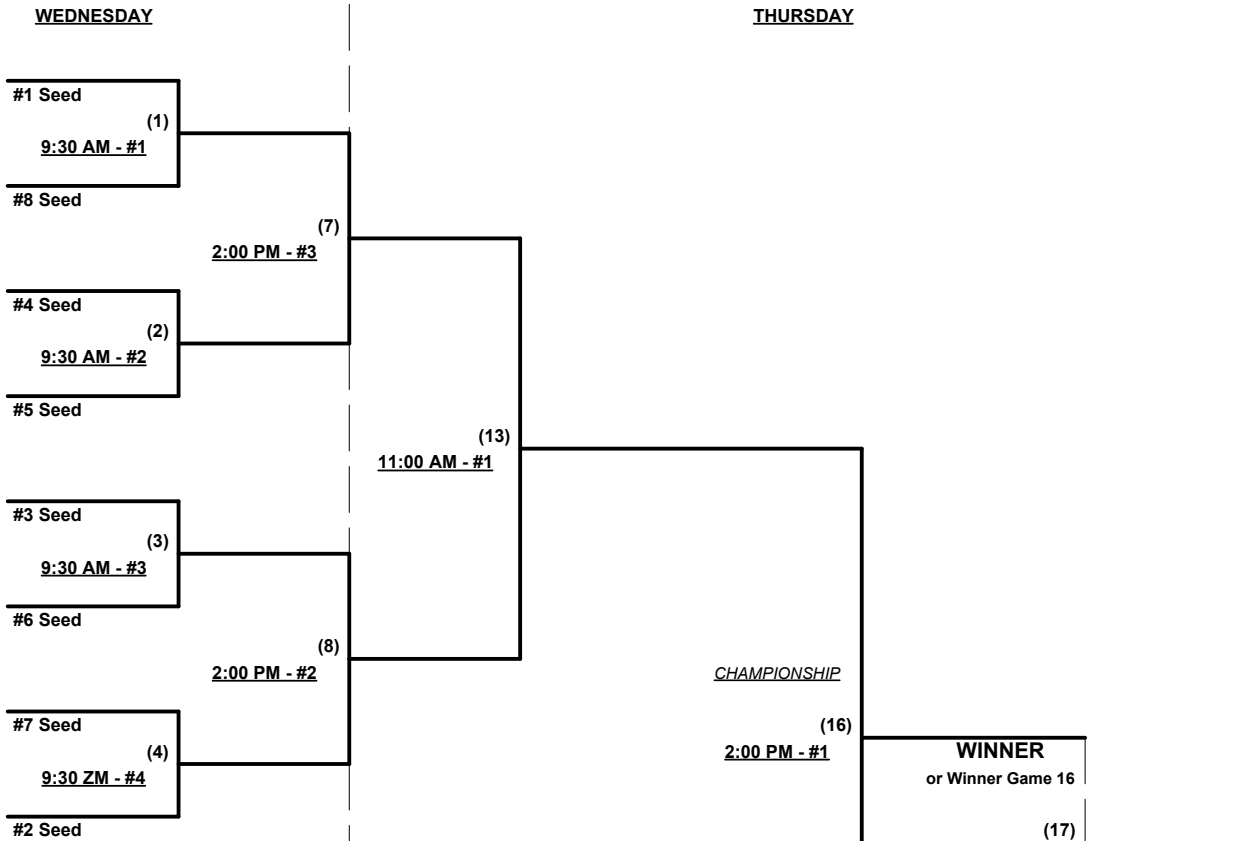 WEDNESDAY
THURSDAY
#1 Seed
(1)
9:30 AM - #1
#8 Seed
(7)
2:00 PM - #3
#4 Seed
(2)
9:30 AM - #2
#5 Seed
(13)
11:00 AM - #1
#3 Seed
(3)
9:30 AM - #3
#6 Seed
(8)
2:00 PM - #2
CHAMPIONSHIP
#7 Seed
(16)
(4)
2:00 PM - #1
WINNER
9:30 ZM - #4
or Winner Game 16
#2 Seed
(17)